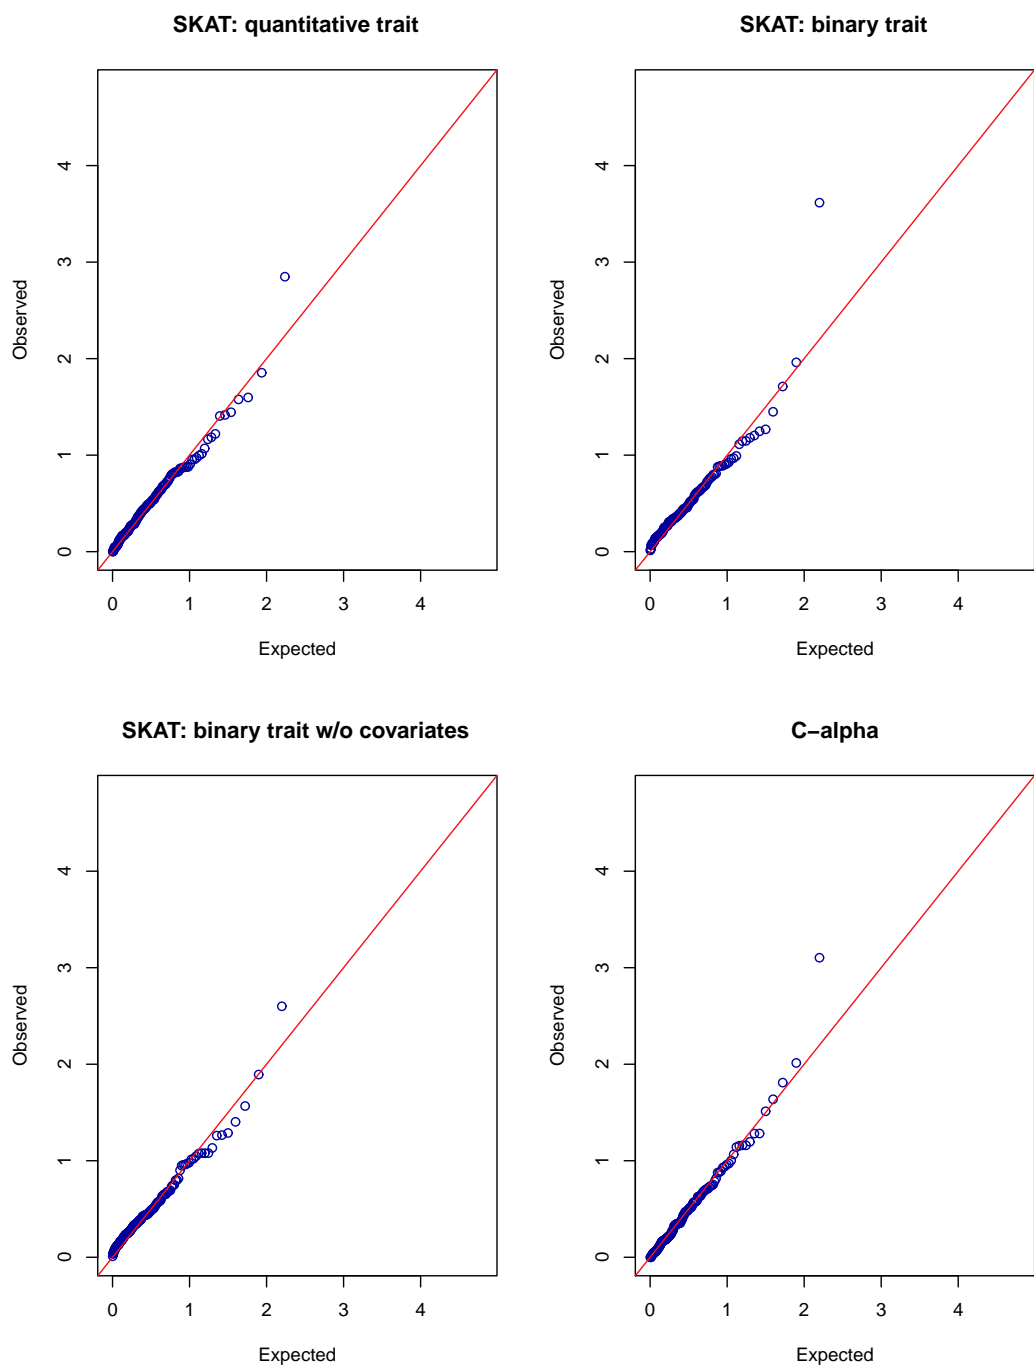 SKAT: quantitative trait
Observed
4
3
2
1
0
0 1 2 3 4
Expected
SKAT: binary trait
Observed
4
3
2
1
0
0 1 2 3 4
Expected
SKAT: binary trait w/o covariates
Observed
4
3
2
1
0
0 1 2 3 4
Expected
C−alpha
Observed
4
3
2
1
0
0 1 2 3 4
Expected